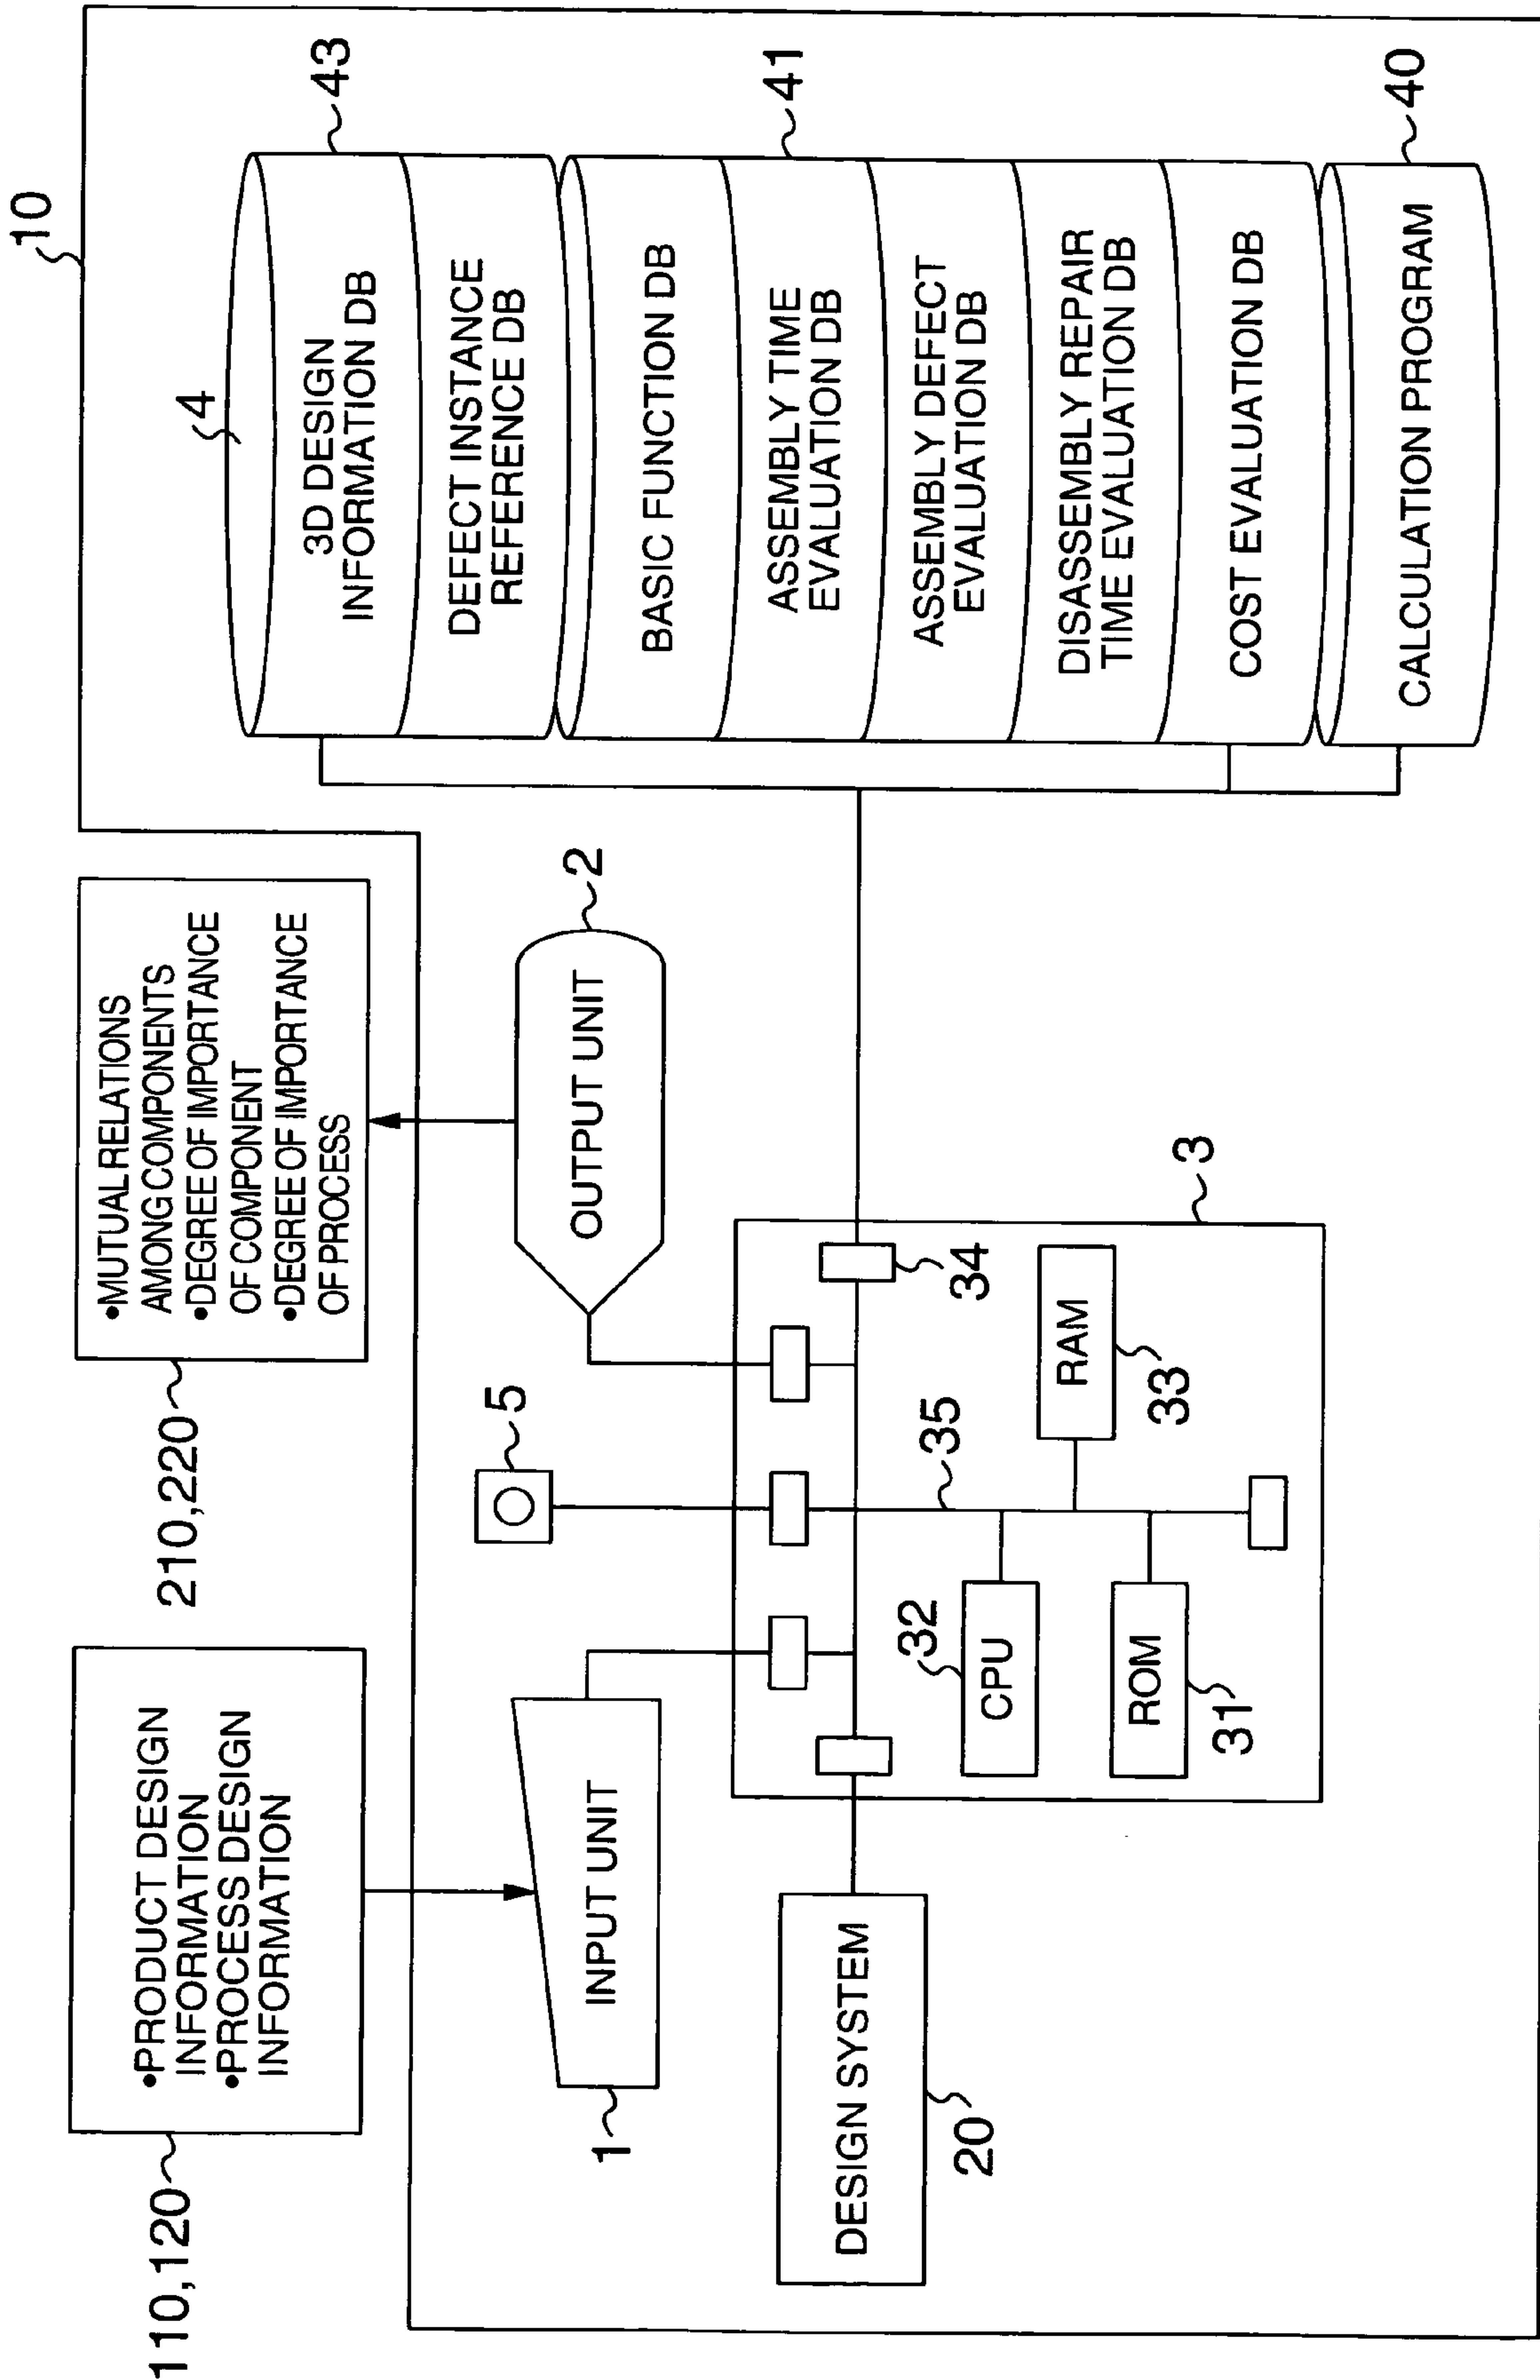 10
110,120
•PRODUCT DESIGN
INFORMATION
•PROCESS DESIGN
INFORMATION
210,220
•MUTUAL RELATIONS
AMONG COMPONENTS
•DEGREE OF IMPORTANCE
OF COMPONENT
•DEGREE OF IMPORTANCE
OF PROCESS
1
INPUT UNIT
5
OUTPUT UNIT
2
DESIGN SYSTEM
20
3
34
35
32
CPU
RAM
33
ROM
31
4
43
3D DESIGN
INFORMATION DB
DEFECT INSTANCE
REFERENCE DB
BASIC FUNCTION DB
41
ASSEMBLY TIME
EVALUATION DB
ASSEMBLY DEFECT
EVALUATION DB
DISASSEMBLY REPAIR
TIME EVALUATION DB
COST EVALUATION DB
40
CALCULATION PROGRAM